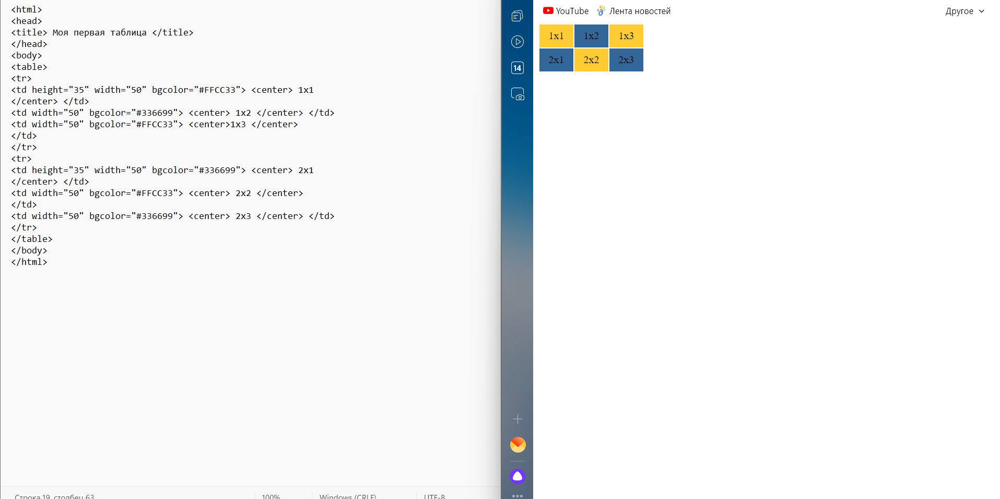 <html>
<head>
<title> Моя первая таблица </title>
</head>
<body>
<table>
<tr>
<td height="35" width="50" bgcolor="#FFCC33"> <center> 1x1
</center> </td>
<td width="50" bgcolor="#336699"> <center> 1x2 </center> </td>
<td width="50" bgcolor="#FFCC33"> <center>1x3 </center>
</td>
</tr>
<tr>
<td height="35" width="50" bgcolor="#336699"> <center> 2x1
</center> </td>
<td width="50" bgcolor="#FFCC33"> <center> 2x2 </center>
</td>
<td width="50" bgcolor="#336699"> <center> 2x3 </center> </td>
</tr>
</table>
</body>
</html>
Строка 19, столбец 63 100% Windows (CRLF) UTF-8
14
YouTube Лента новостей Другое
1x1 1x2 1x3
2x1 2x2 2x3